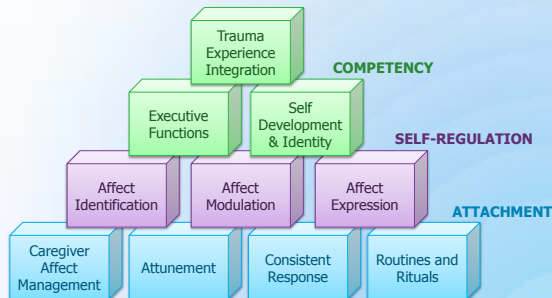 Trauma
Experience
Integration
COMPETENCY
Executive
Functions
Self
Development
& Identity
SELF-REGULATION
Affect
Identification
Affect
Modulation
Affect
Expression
ATTACHMENT
Caregiver
Affect
Management
Attunement
Consistent
Response
Routines and
Rituals